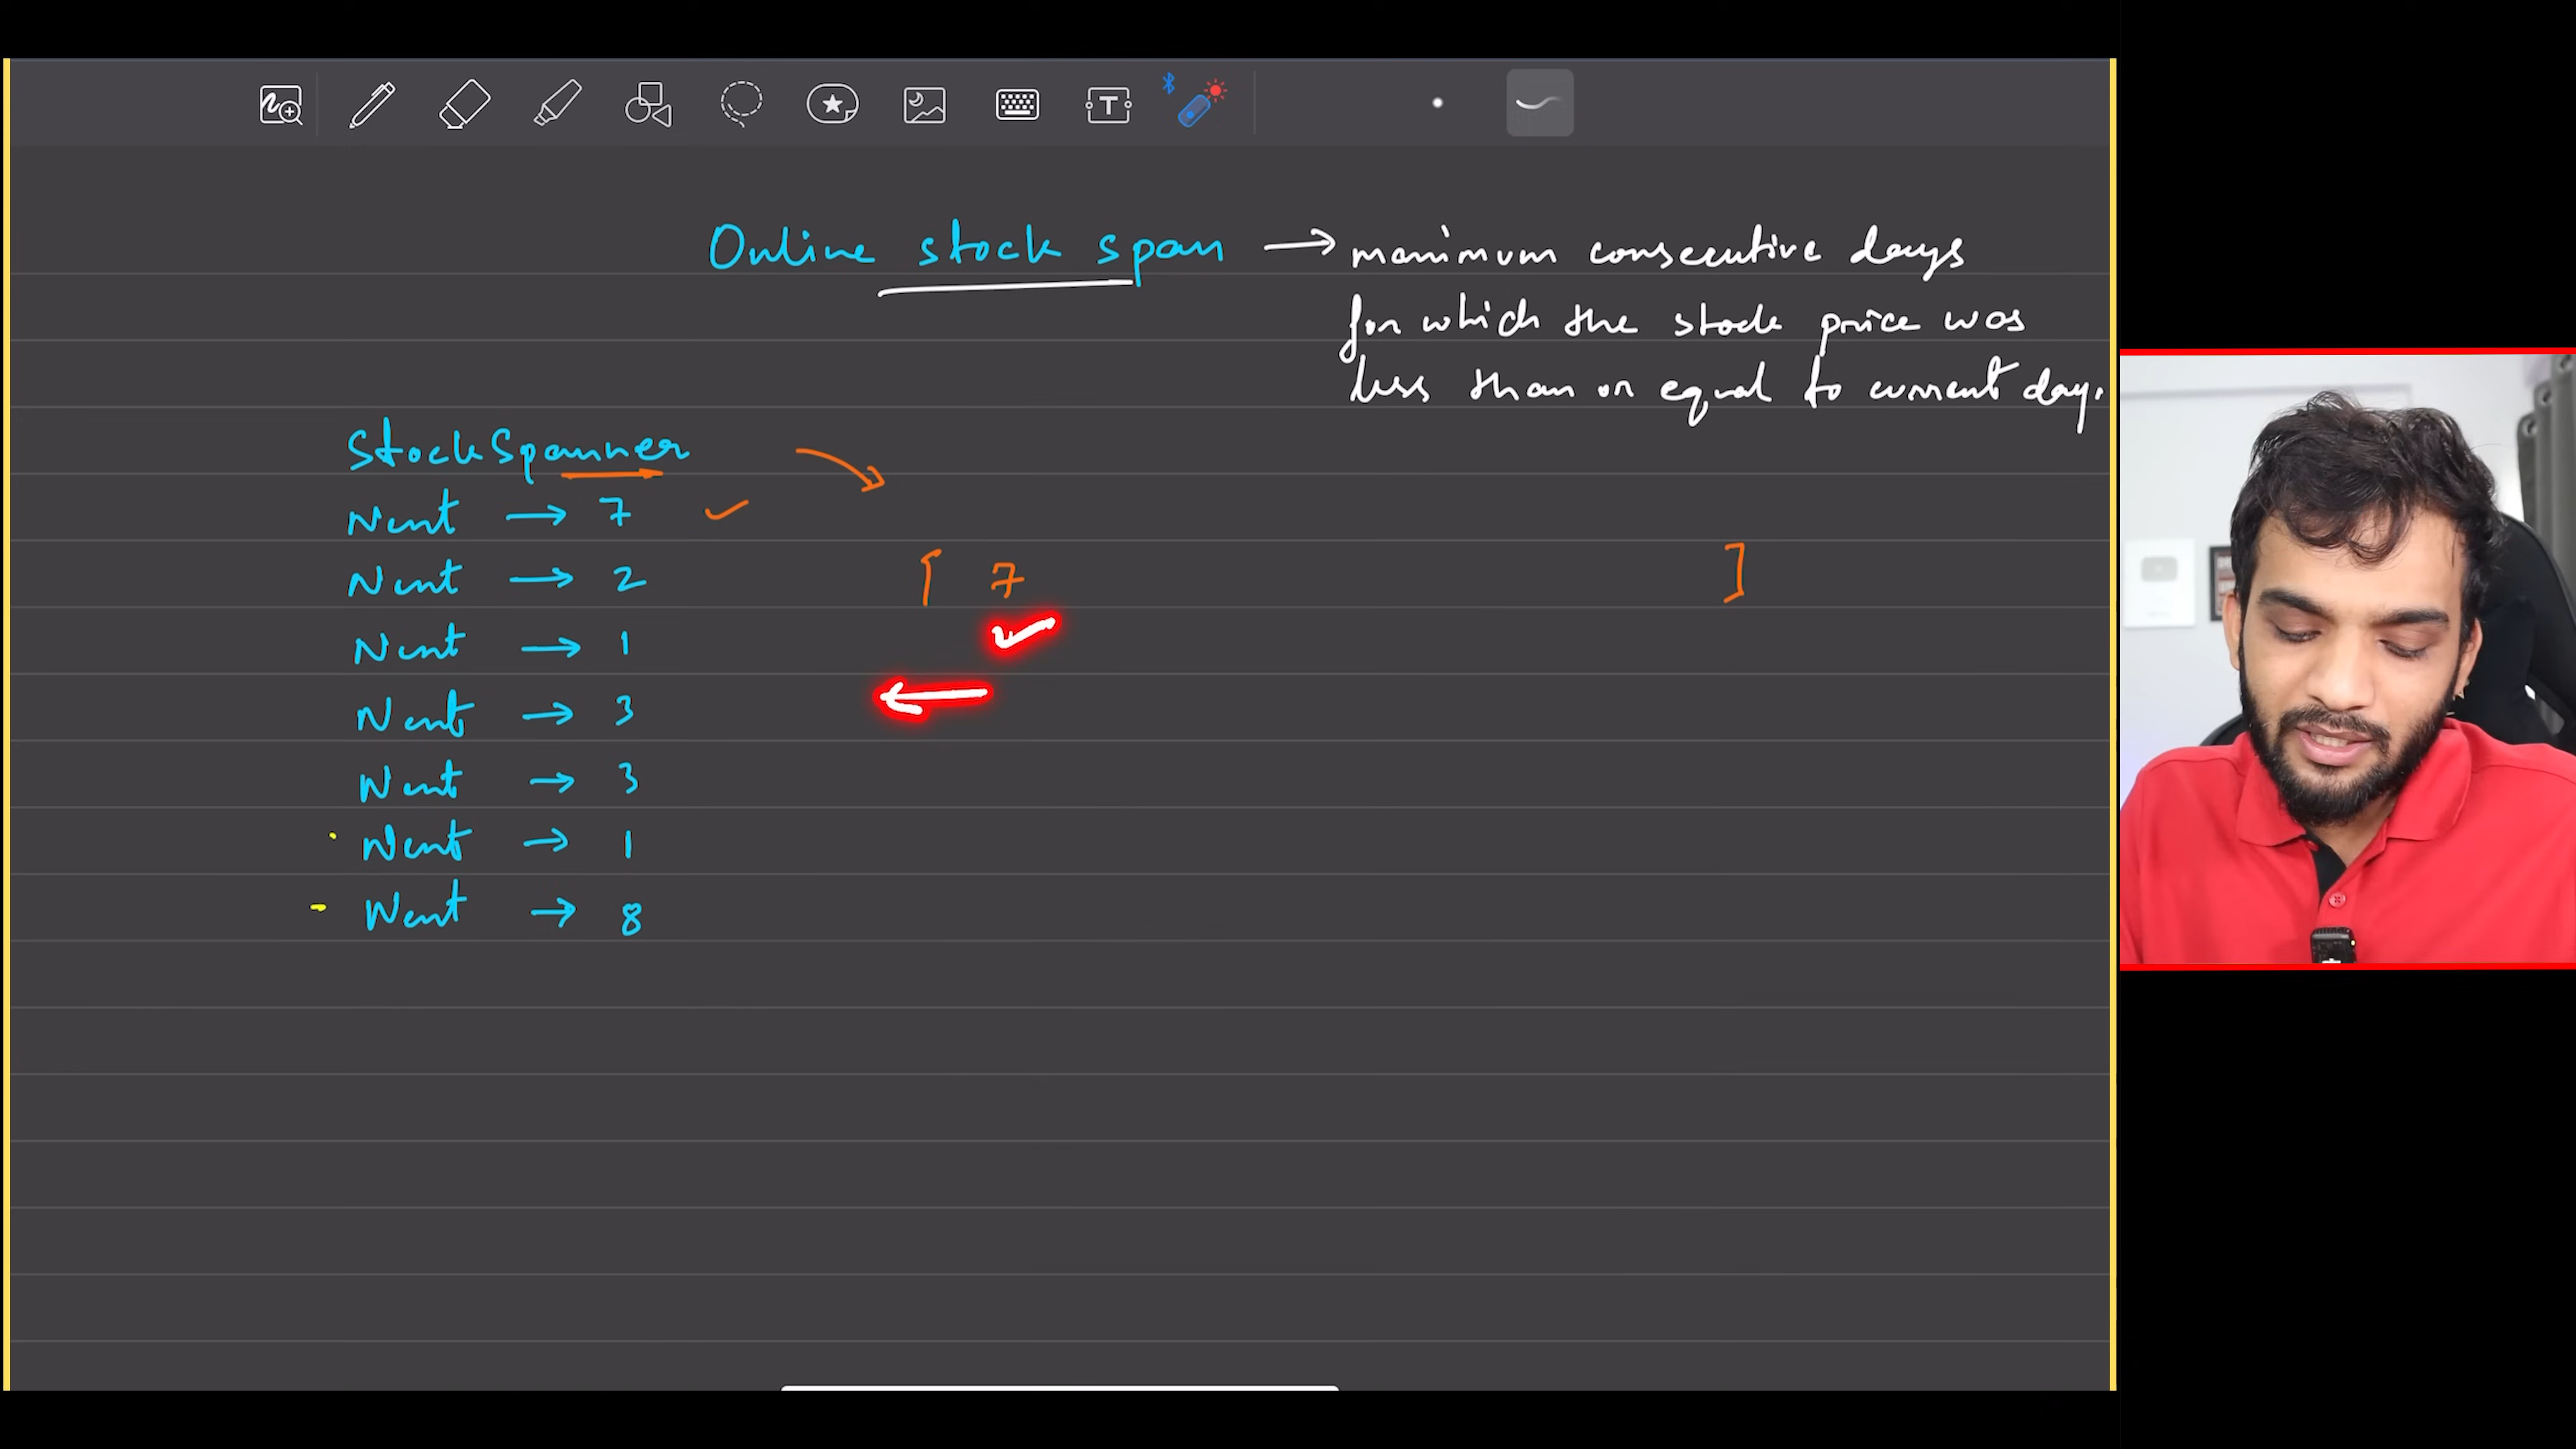 Online stock span → maximum consecutive days
for which the stock price was
less than or equal to current day.
StockSpanner
Next → 7
Next → 2
[ 7 ]
Next → 1
Next → 3
Next → 3
Next → 1
Next → 8